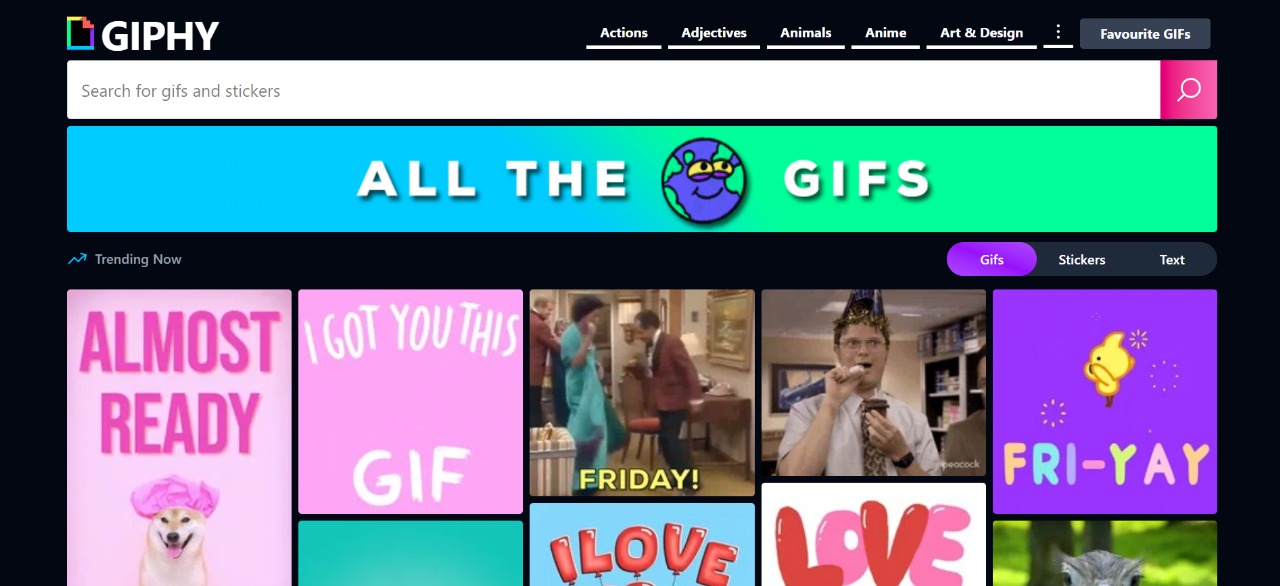 GIPHY
Actions
Adjectives
Animals
Anime
Art & Design
Favourite GIFs
Search for gifs and stickers
ALL THE GIFS
Trending Now
Gifs
Stickers
Text
ALMOST
READY
I GOT YOU THIS
GIF
FRIDAY!
peacock
FRI-YAY
I LOVE
LOVE